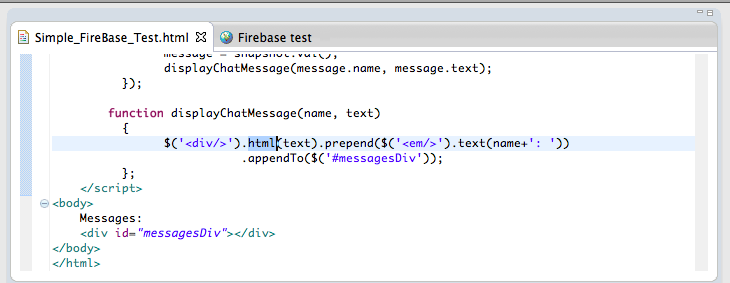 Simple_FireBase_Test.html Firebase test
message = snapshot.val();
displayChatMessage(message.name, message.text);
});
function displayChatMessage(name, text)
{
$('<div/>').html(text).prepend($('<em/>').text(name+': '))
.appendTo($('#messagesDiv'));
};
</script>
<body>
Messages:
<div id="messagesDiv"></div>
</body>
</html>